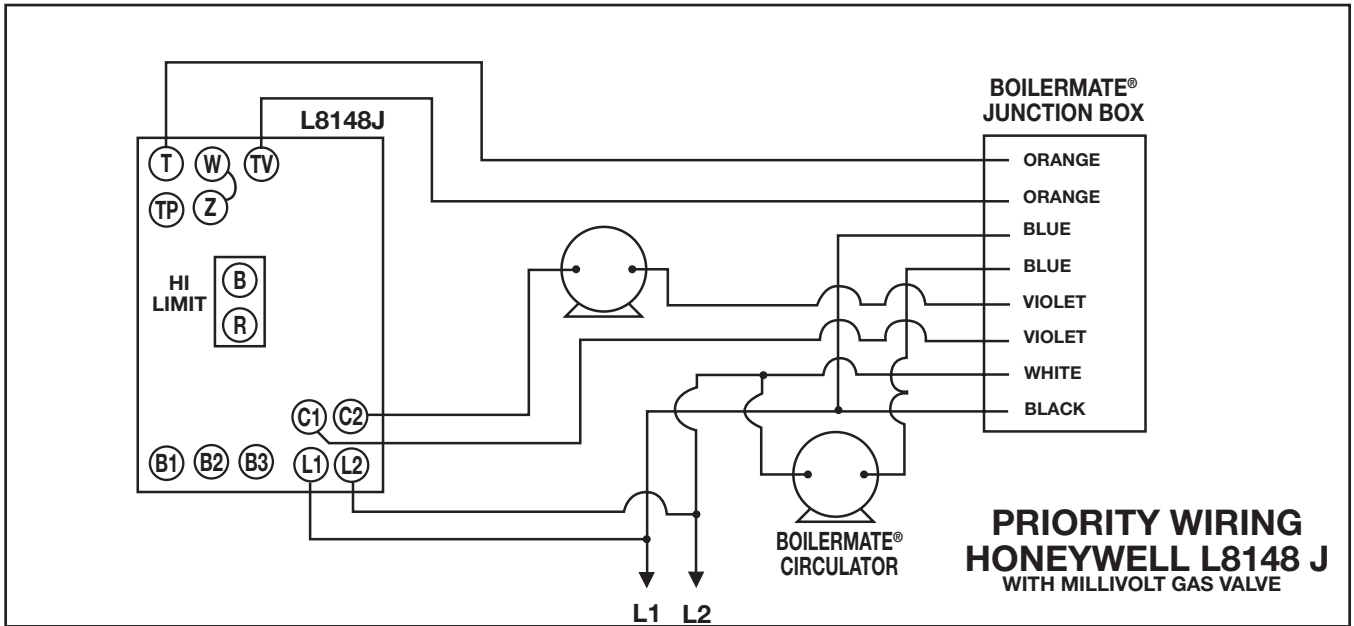 L8148J
T
W
TV
TP
Z
HI
LIMIT
B
R
C1
C2
B1
B2
B3
L1
L2
BOILERMATE®
JUNCTION BOX
ORANGE
ORANGE
BLUE
BLUE
VIOLET
VIOLET
WHITE
BLACK
BOILERMATE®
CIRCULATOR
L1
L2
PRIORITY WIRING
HONEYWELL L8148 J
WITH MILLIVOLT GAS VALVE